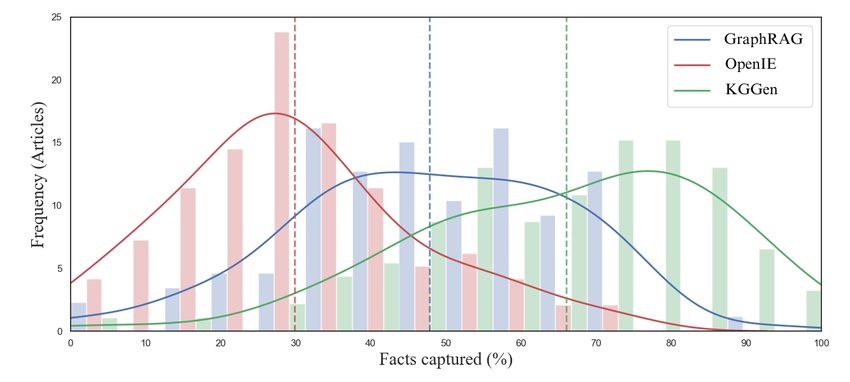 25
20
15
10
5
0
Frequency (Articles)
GraphRAG
OpenIE
KGGen
0 10 20 30 40 50 60 70 80 90 100
Facts captured (%)